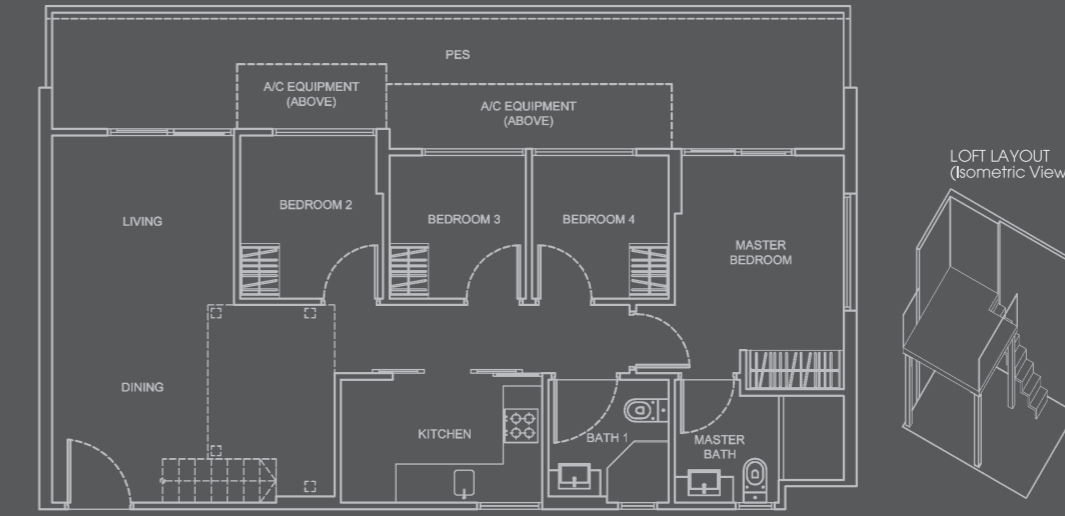 PES
A/C EQUIPMENT
(ABOVE)
A/C EQUIPMENT
(ABOVE)
LOFT LAYOUT
(Isometric View
BEDROOM 2
LIVING
BEDROOM 3
BEDROOM 4
MASTER
BEDROOM
DINING
KITCHEN
BATH 1
MASTER
BATH